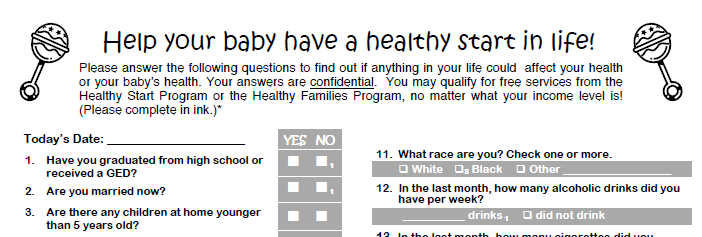 Help your baby have a healthy start in life!
Please answer the following questions to find out if anything in your life could affect your health
or your baby's health. Your answers are confidential. You may qualify for free services from the
Healthy Start Program or the Healthy Families Program, no matter what your income level is!
(Please complete in ink.)*
Today's Date: ____________________
YES NO
1. Have you graduated from high school or
received a GED?
1
2. Are you married now?
1
3. Are there any children at home younger
than 5 years old?
11. What race are you? Check one or more.
❑ White ❑3 Black ❑ Other ________________
12. In the last month, how many alcoholic drinks did you
have per week?
__________ drinks 1 ❑ did not drink
13. In the last month, how many cigarettes did you